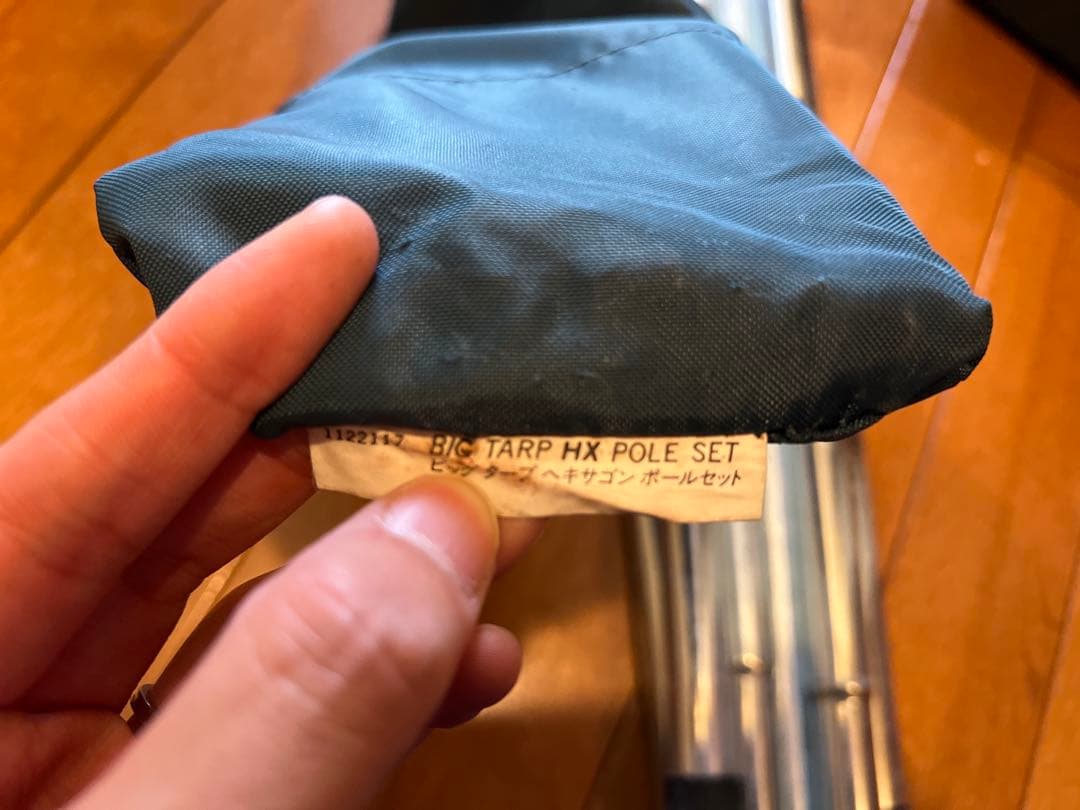 1122117 BIG TARP HX POLE SET
ビッグ タープ ヘキサゴン ポールセット